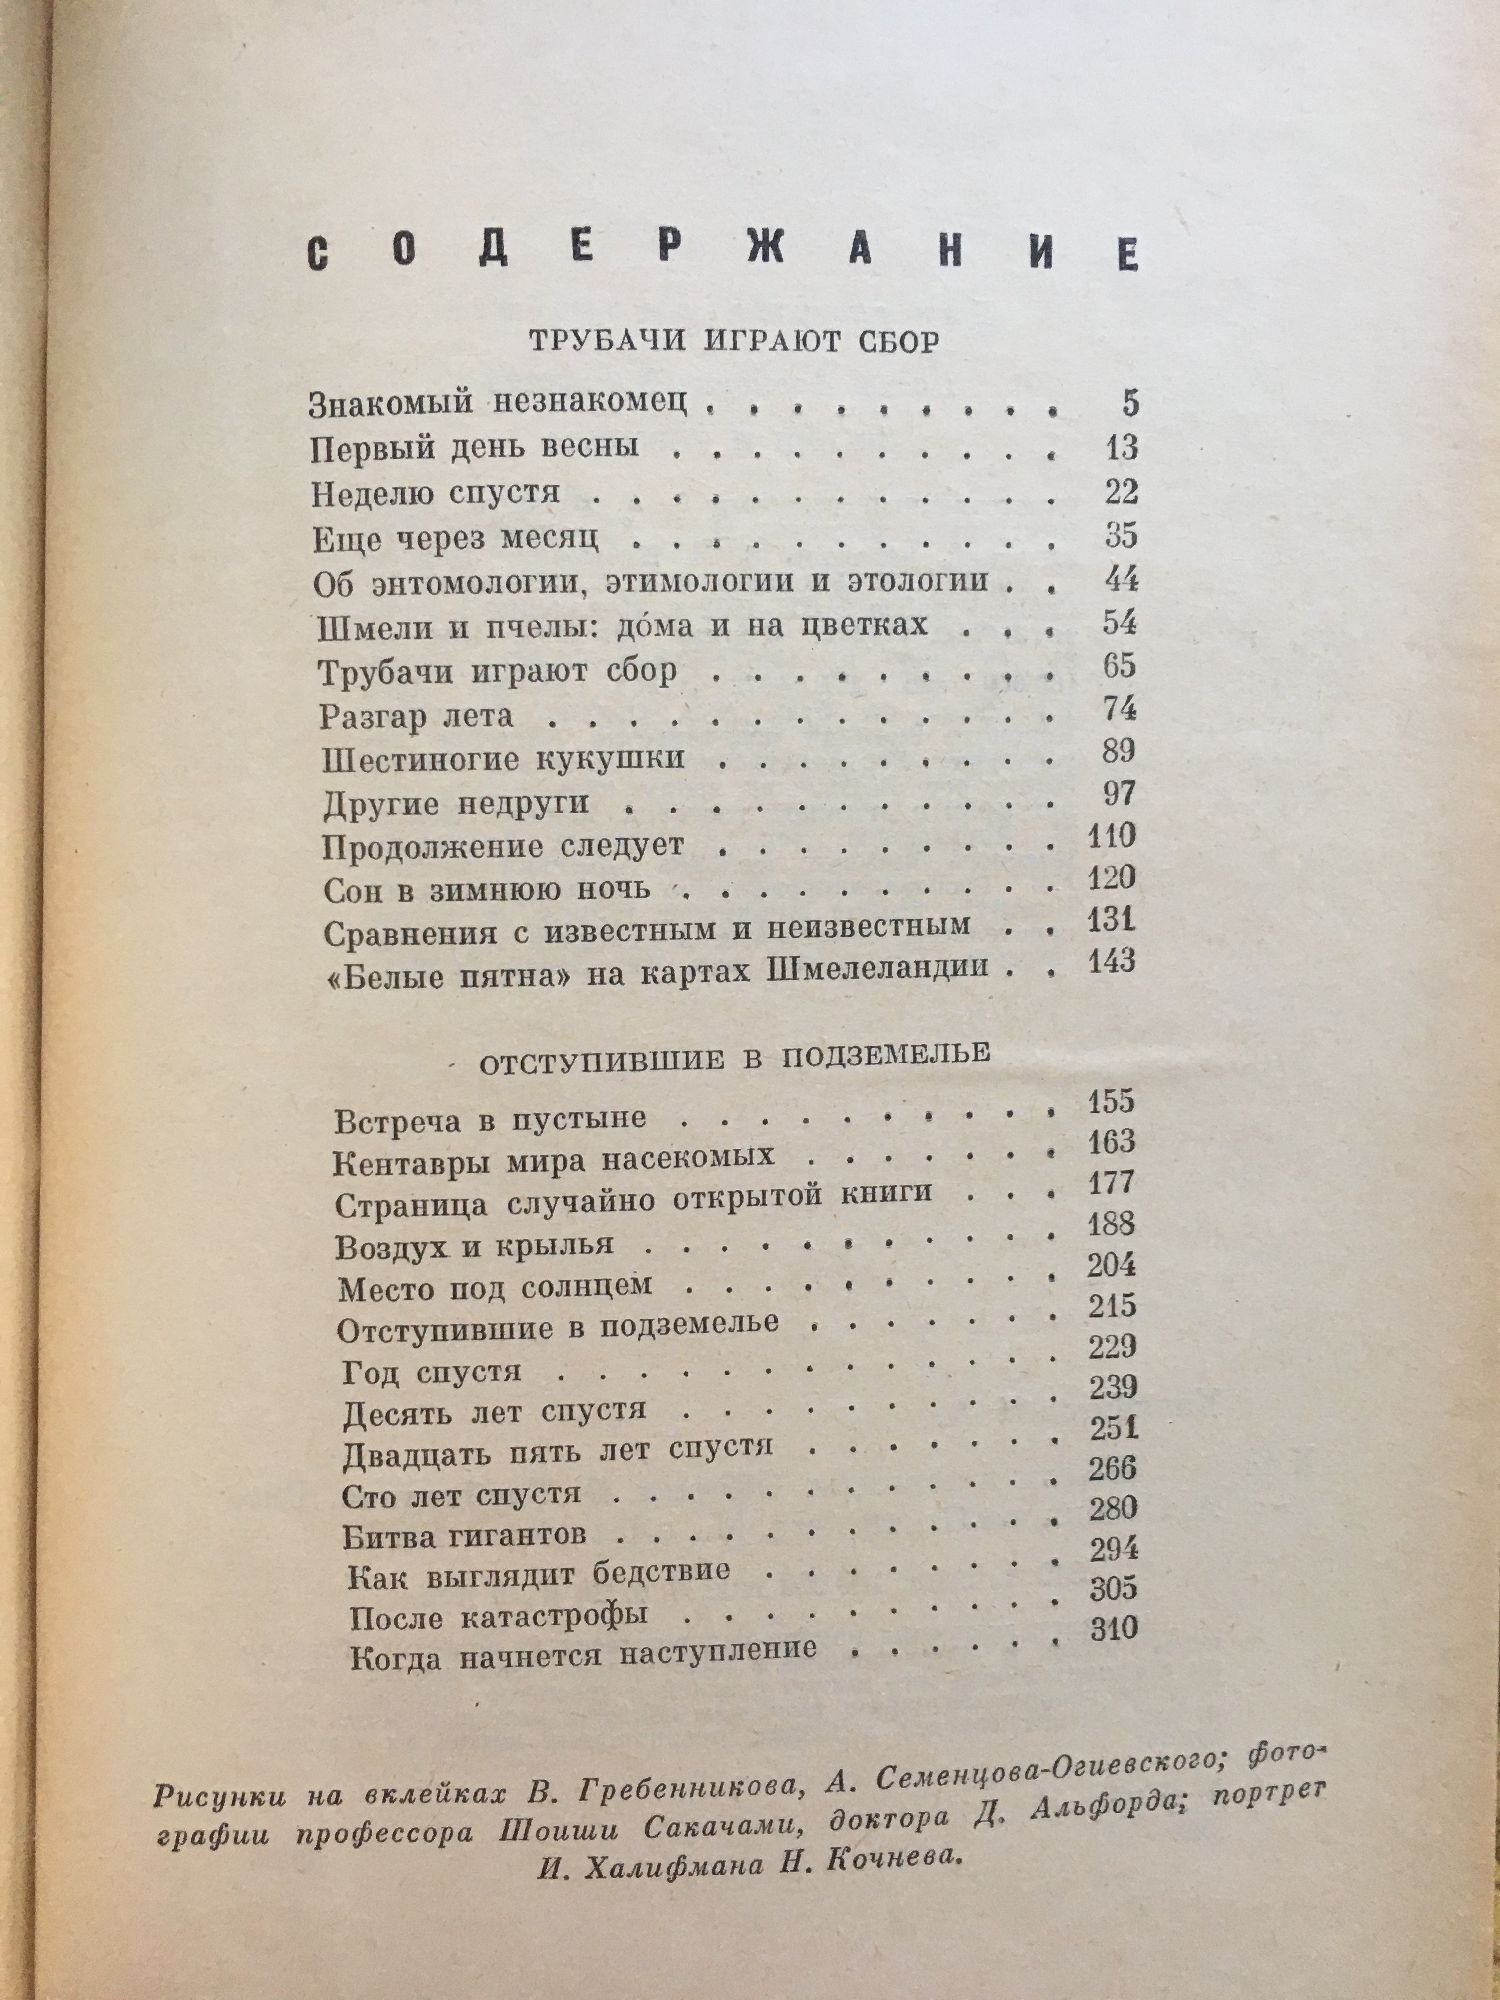 СОДЕРЖАНИЕ
ТРУБАЧИ ИГРАЮТ СБОР
Знакомый незнакомец . . . . . . . . . 5
Первый день весны . . . . . . . . . . 13
Неделю спустя . . . . . . . . . . . . 22
Еще через месяц . . . . . . . . . . . 35
Об энтомологии, этимологии и этологии . . 44
Шмели и пчелы: до́ма и на цветках . . . 54
Трубачи играют сбор . . . . . . . . . 65
Разгар лета . . . . . . . . . . . . . 74
Шестиногие кукушки . . . . . . . . . 89
Другие недруги . . . . . . . . . . . 97
Продолжение следует . . . . . . . . . 110
Сон в зимнюю ночь . . . . . . . . . . 120
Сравнения с известным и неизвестным . . 131
«Белые пятна» на картах Шмелеландии . . 143
ОТСТУПИВШИЕ В ПОДЗЕМЕЛЬЕ
Встреча в пустыне . . . . . . . . . . 155
Кентавры мира насекомых . . . . . . . 163
Страница случайно открытой книги . . . 177
Воздух и крылья . . . . . . . . . . . 188
Место под солнцем . . . . . . . . . . 204
Отступившие в подземелье . . . . . . . 215
Год спустя . . . . . . . . . . . . . 229
Десять лет спустя . . . . . . . . . . 239
Двадцать пять лет спустя . . . . . . . 251
Сто лет спустя . . . . . . . . . . . . 266
Битва гигантов . . . . . . . . . . . . 280
Как выглядит бедствие . . . . . . . . 294
После катастрофы . . . . . . . . . . 305
Когда начнется наступление . . . . . . 310
Рисунки на вклейках В. Гребенникова, А. Семенцова-Огиевского; фото-
графии профессора Шоиши Сакачами, доктора Д. Альфорда; портрет
И. Халифмана Н. Кочнева.